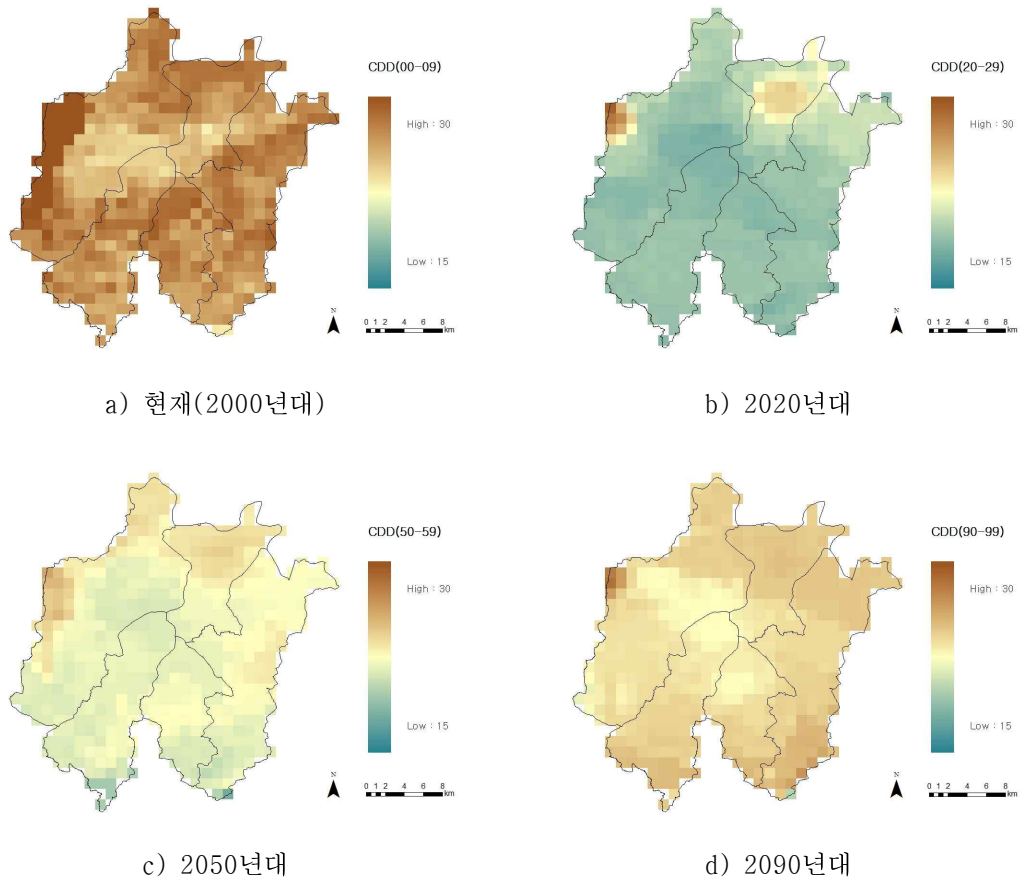 CDD(00-09)
High : 30
Low : 15
N
0 1 2 4 6 8
km
a) 현재(2000년대)
CDD(20-29)
High : 30
Low : 15
N
0 1 2 4 6 8
km
b) 2020년대
CDD(50-59)
High : 30
Low : 15
N
0 1 2 4 6 8
km
c) 2050년대
CDD(90-99)
High : 30
Low : 15
N
0 1 2 4 6 8
km
d) 2090년대